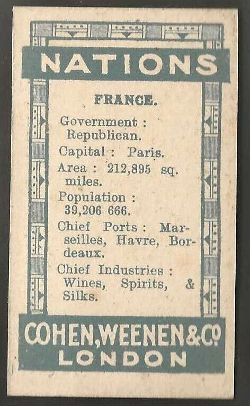 NATIONS
FRANCE.
Government :
Republican.
Capital : Paris.
Area : 212,895 sq.
miles.
Population :
39,206 666.
Chief Ports : Mar-
seilles, Havre, Bor-
deaux.
Chief Industries :
Wines, Spirits, &
Silks.
COHEN, WEENEN & Co
LONDON